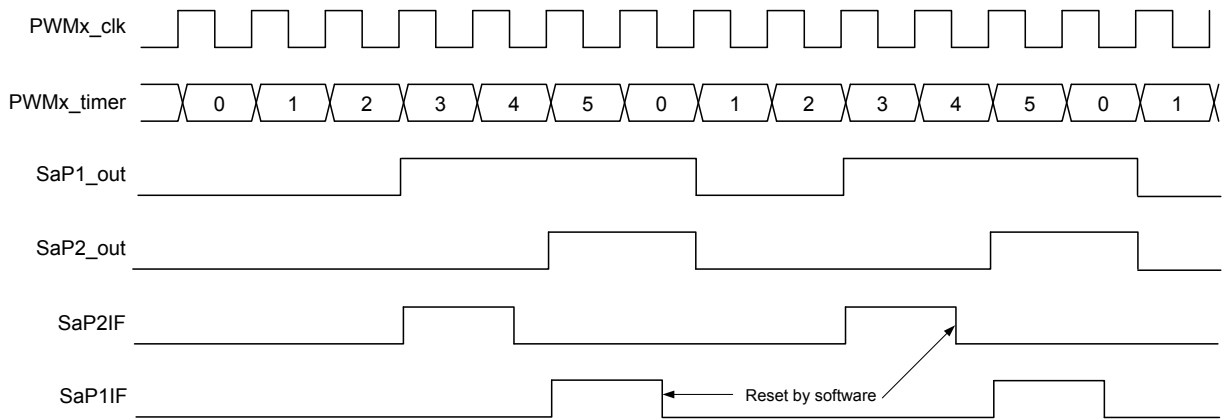 PWMx_clk
PWMx_timer 0 1 2 3 4 5 0 1 2 3 4 5 0 1
SaP1_out
SaP2_out
SaP2IF
SaP1IF
Reset by software